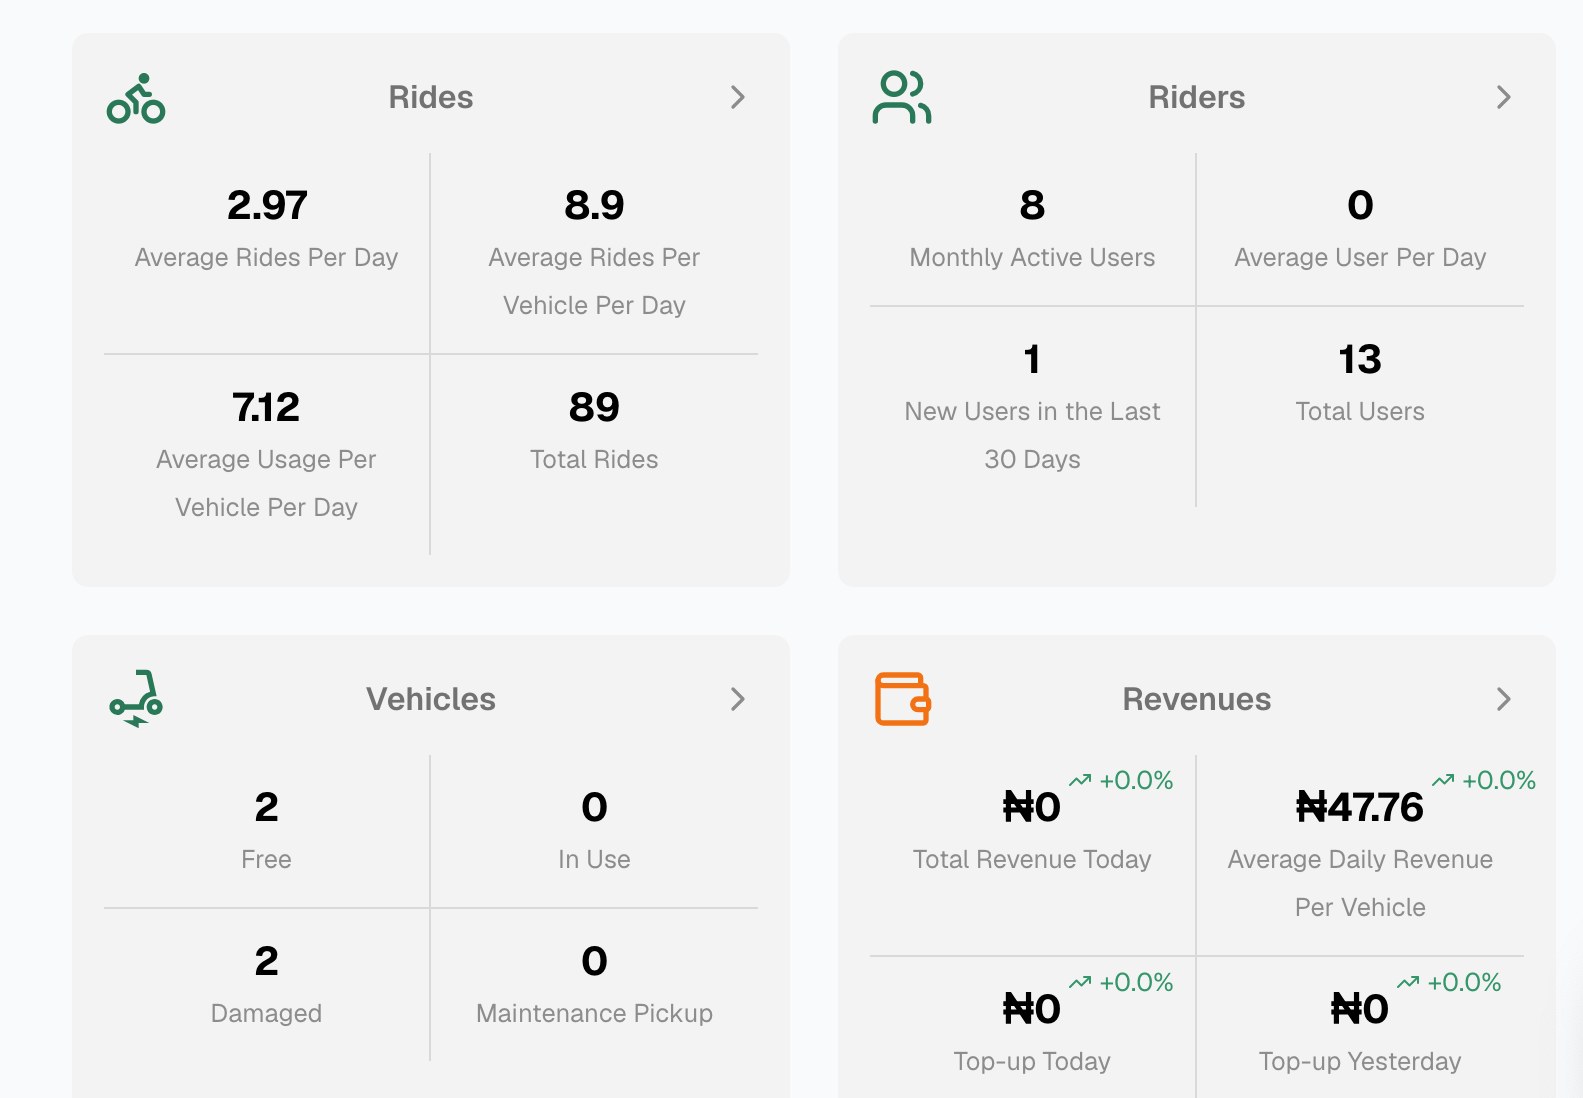 Rides
2.97
Average Rides Per Day
8.9
Average Rides Per
Vehicle Per Day
7.12
Average Usage Per
Vehicle Per Day
89
Total Rides
Riders
8
Monthly Active Users
0
Average User Per Day
1
New Users in the Last
30 Days
13
Total Users
Vehicles
2
Free
0
In Use
2
Damaged
0
Maintenance Pickup
Revenues
₦0 +0.0%
Total Revenue Today
₦47.76 +0.0%
Average Daily Revenue
Per Vehicle
₦0 +0.0%
Top-up Today
₦0 +0.0%
Top-up Yesterday